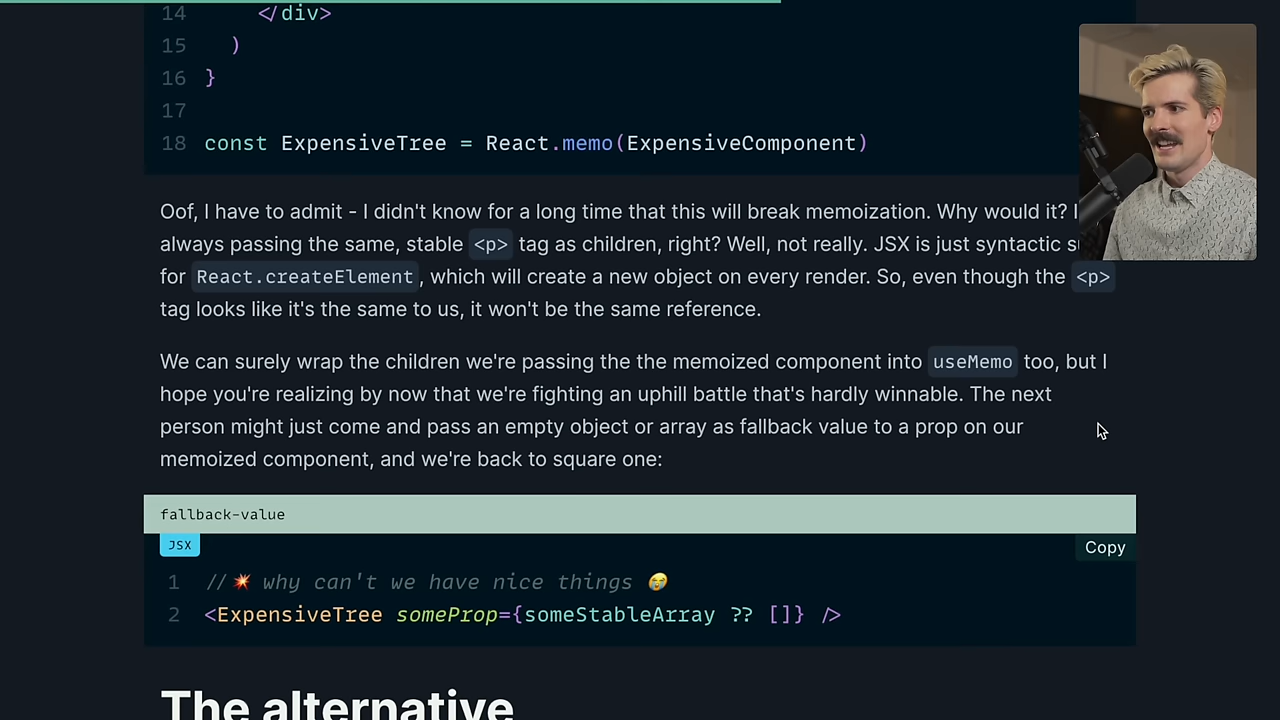 14 </div>
15 )
16 }
17
18 const ExpensiveTree = React.memo(ExpensiveComponent)
Oof, I have to admit - I didn't know for a long time that this will break memoization. Why would it? I
always passing the same, stable <p> tag as children, right? Well, not really. JSX is just syntactic
for React.createElement, which will create a new object on every render. So, even though the <p>
tag looks like it's the same to us, it won't be the same reference.
We can surely wrap the children we're passing the the memoized component into useMemo too, but I
hope you're realizing by now that we're fighting an uphill battle that's hardly winnable. The next
person might just come and pass an empty object or array as fallback value to a prop on our
memoized component, and we're back to square one:
fallback-value
JSX
Copy
1 //💥 why can't we have nice things 😭
2 <ExpensiveTree someProp={someStableArray ?? []} />
The alternative